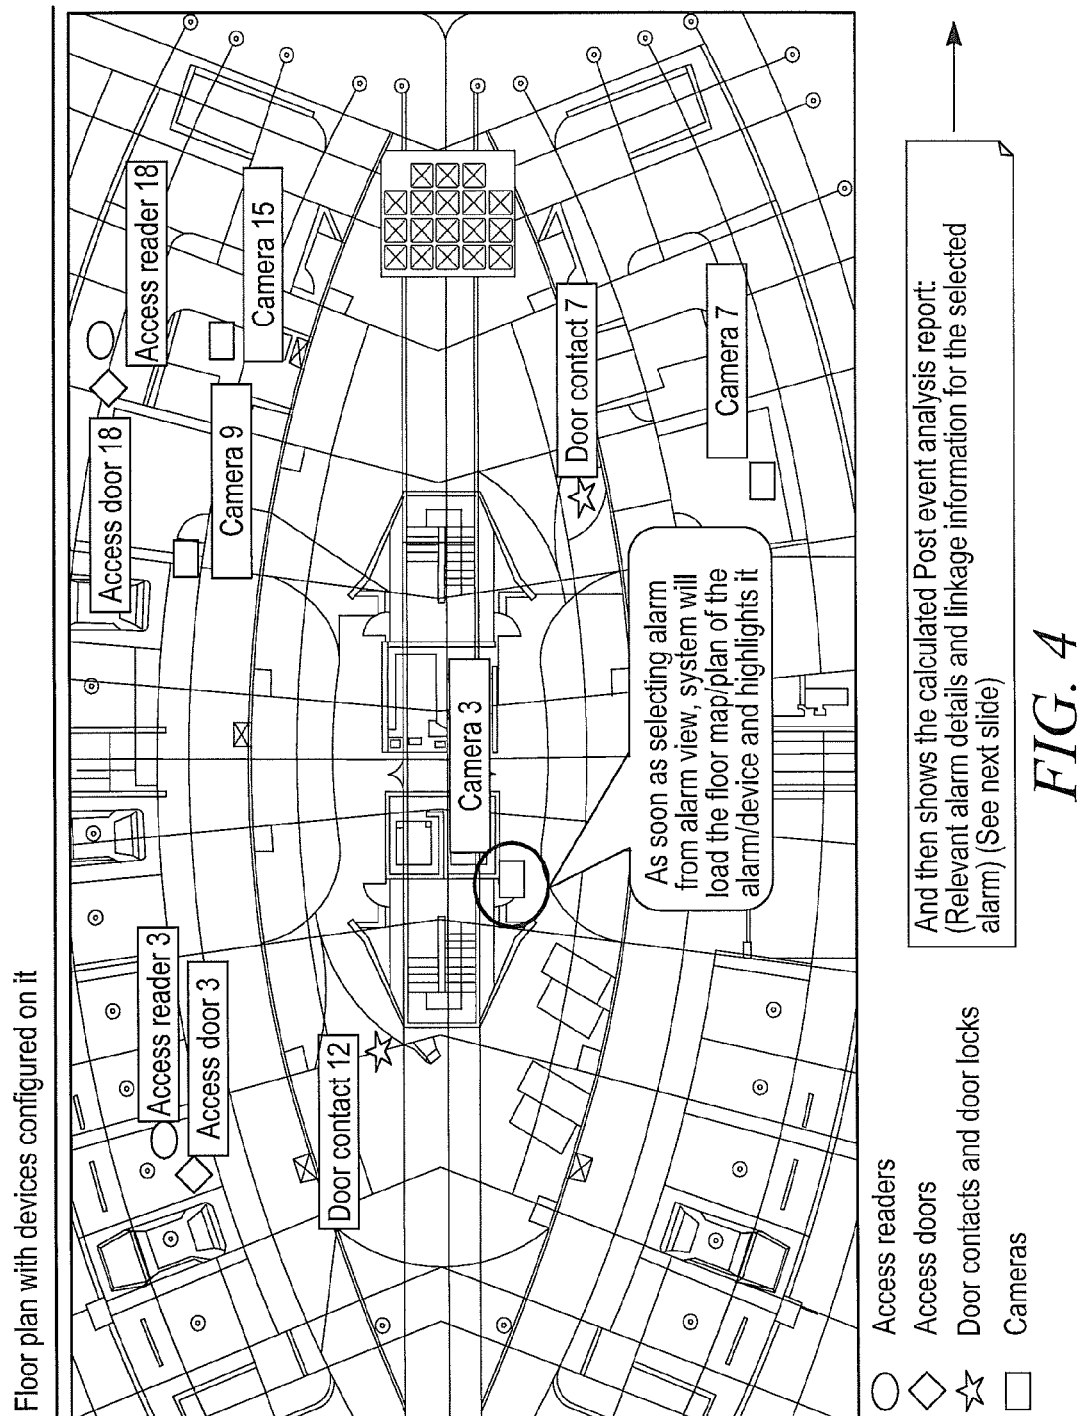 Floor plan with devices configured on it
Access reader 3
Access door 3
Door contact 12
Access door 18
Access reader 18
Camera 9
Camera 15
Camera 3
Door contact 7
Camera 7
As soon as selecting alarm
from alarm view, system will
load the floor map/plan of the
alarm/device and highlights it
Access readers
Access doors
Door contacts and door locks
Cameras
And then shows the calculated Post event analysis report:
(Relevant alarm details and linkage information for the selected
alarm) (See next slide)
FIG. 4